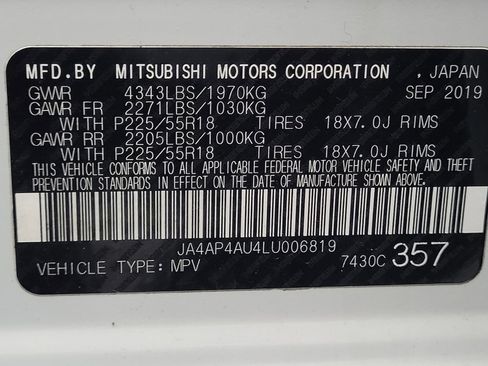 MFD.BY MITSUBISHI MOTORS CORPORATION , JAPAN
GVWR 4343LBS/1970KG SEP 2019
GAWR FR 2271LBS/1030KG
WITH P225/55R18 TIRES 18X7.0J RIMS
GAWR RR 2205LBS/1000KG
WITH P225/55R18 TIRES 18X7.0J RIMS
THIS VEHICLE CONFORMS TO ALL APPLICABLE FEDERAL MOTOR VEHICLE SAFETY AND THEFT
PREVENTION STANDARDS IN EFFECT ON THE DATE OF MANUFACTURE SHOWN ABOVE.
JA4AP4AU4LU006819
VEHICLE TYPE: MPV 7430C 357